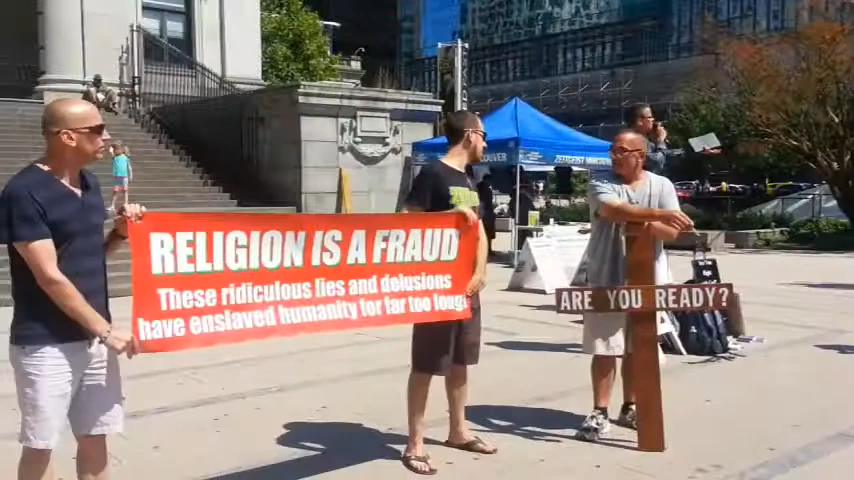 RELIGION IS A FRAUD
These ridiculous lies and delusions
have enslaved humanity for far too long!
ARE YOU READY?
ZEITGEIST